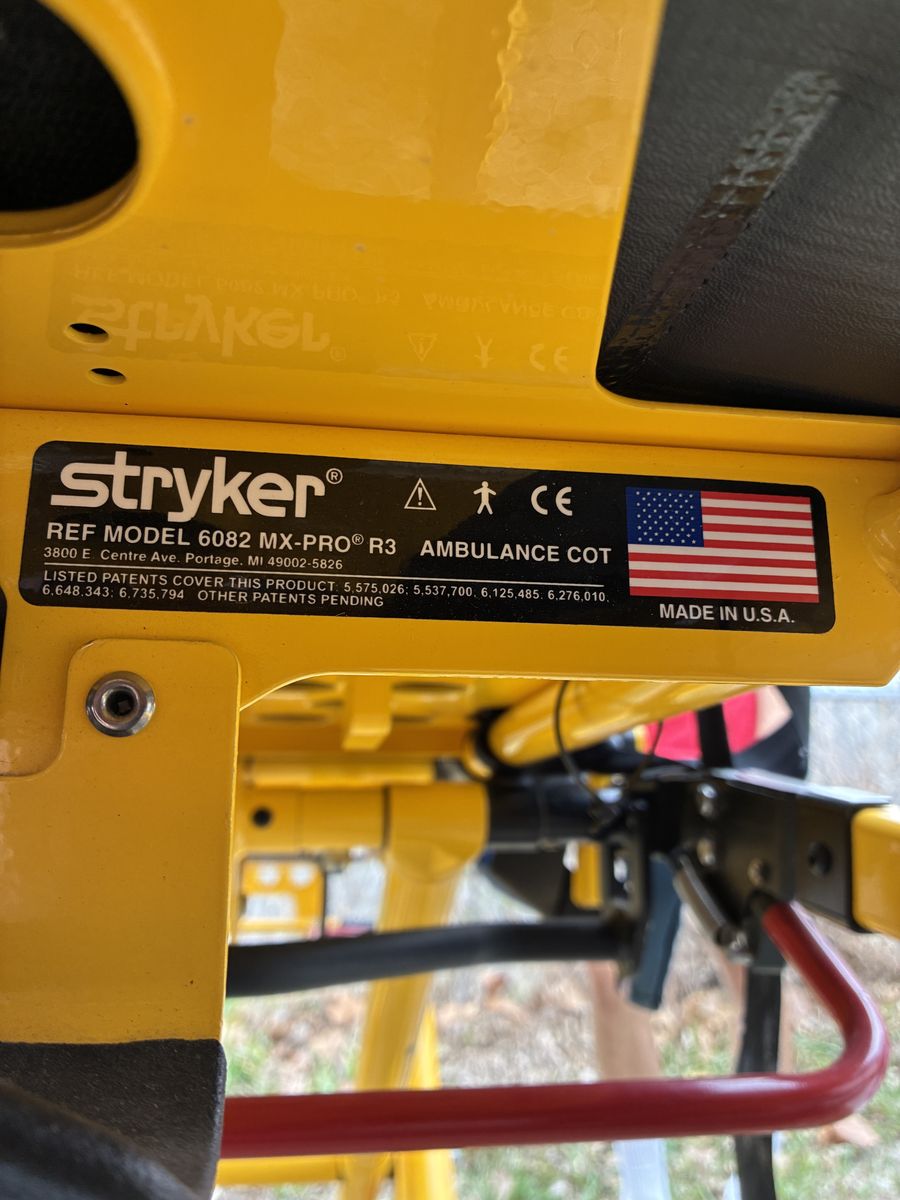 stryker®
REF MODEL 6082 MX-PRO® R3 AMBULANCE COT
3800 E. Centre Ave. Portage, MI 49002-5826
LISTED PATENTS COVER THIS PRODUCT: 5,575,026; 5,537,700, 6,125,485; 6,276,010,
6,648,343; 6,735,794 OTHER PATENTS PENDING
CE
MADE IN U.S.A.